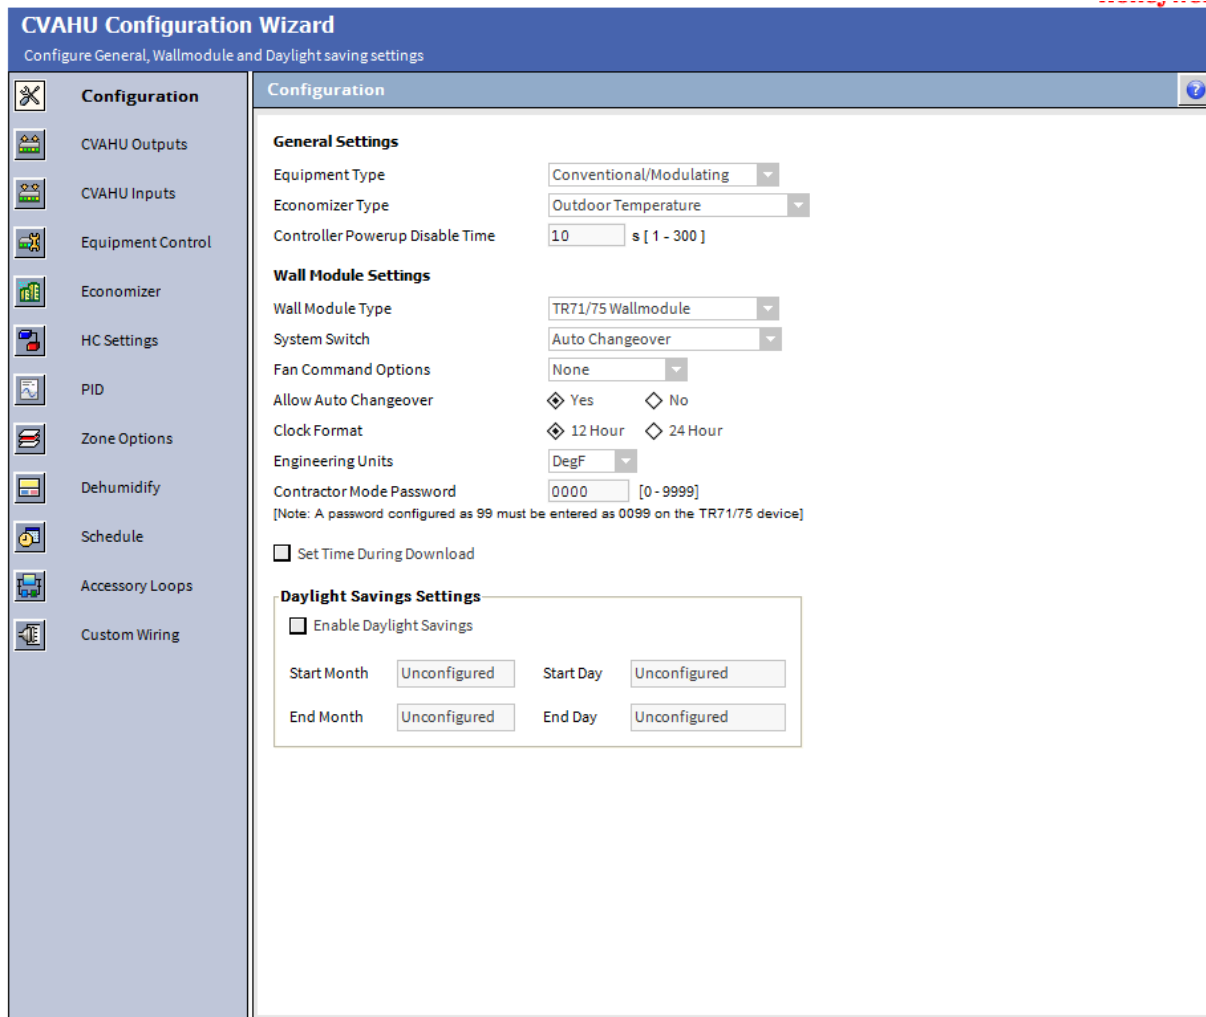 CVAHU Configuration Wizard
Configure General, Wallmodule and Daylight saving settings
Configuration
CVAHU Outputs
CVAHU Inputs
Equipment Control
Economizer
HC Settings
PID
Zone Options
Dehumidify
Schedule
Accessory Loops
Custom Wiring
Configuration
?
General Settings
Equipment Type Conventional/Modulating
Economizer Type Outdoor Temperature
Controller Powerup Disable Time 10 s [ 1 - 300 ]
Wall Module Settings
Wall Module Type TR71/75 Wallmodule
System Switch Auto Changeover
Fan Command Options None
Allow Auto Changeover Yes No
Clock Format 12 Hour 24 Hour
Engineering Units DegF
Contractor Mode Password 0000 [0 - 9999]
[Note: A password configured as 99 must be entered as 0099 on the TR71/75 device]
Set Time During Download
Daylight Savings Settings
Enable Daylight Savings
Start Month Unconfigured Start Day Unconfigured
End Month Unconfigured End Day Unconfigured